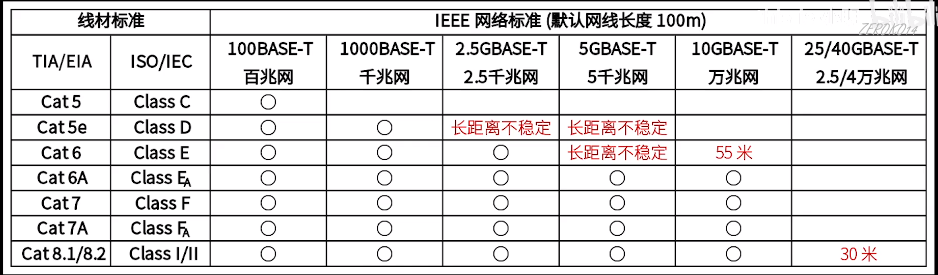 线材标准 IEEE 网络标准 (默认网线长度 100m)
TIA/EIA ISO/IEC 100BASE-T 百兆网 1000BASE-T 千兆网 2.5GBASE-T 2.5千兆网 5GBASE-T 5千兆网 10GBASE-T 万兆网 25/40GBASE-T 2.5/4万兆网
Cat 5 Class C ○
Cat 5e Class D ○ ○ 长距离不稳定 长距离不稳定
Cat 6 Class E ○ ○ ○ 长距离不稳定 55 米
Cat 6A Class EA ○ ○ ○ ○ ○
Cat 7 Class F ○ ○ ○ ○ ○
Cat 7A Class FA ○ ○ ○ ○ ○
Cat 8.1/8.2 Class I/II ○ ○ ○ ○ ○ 30 米